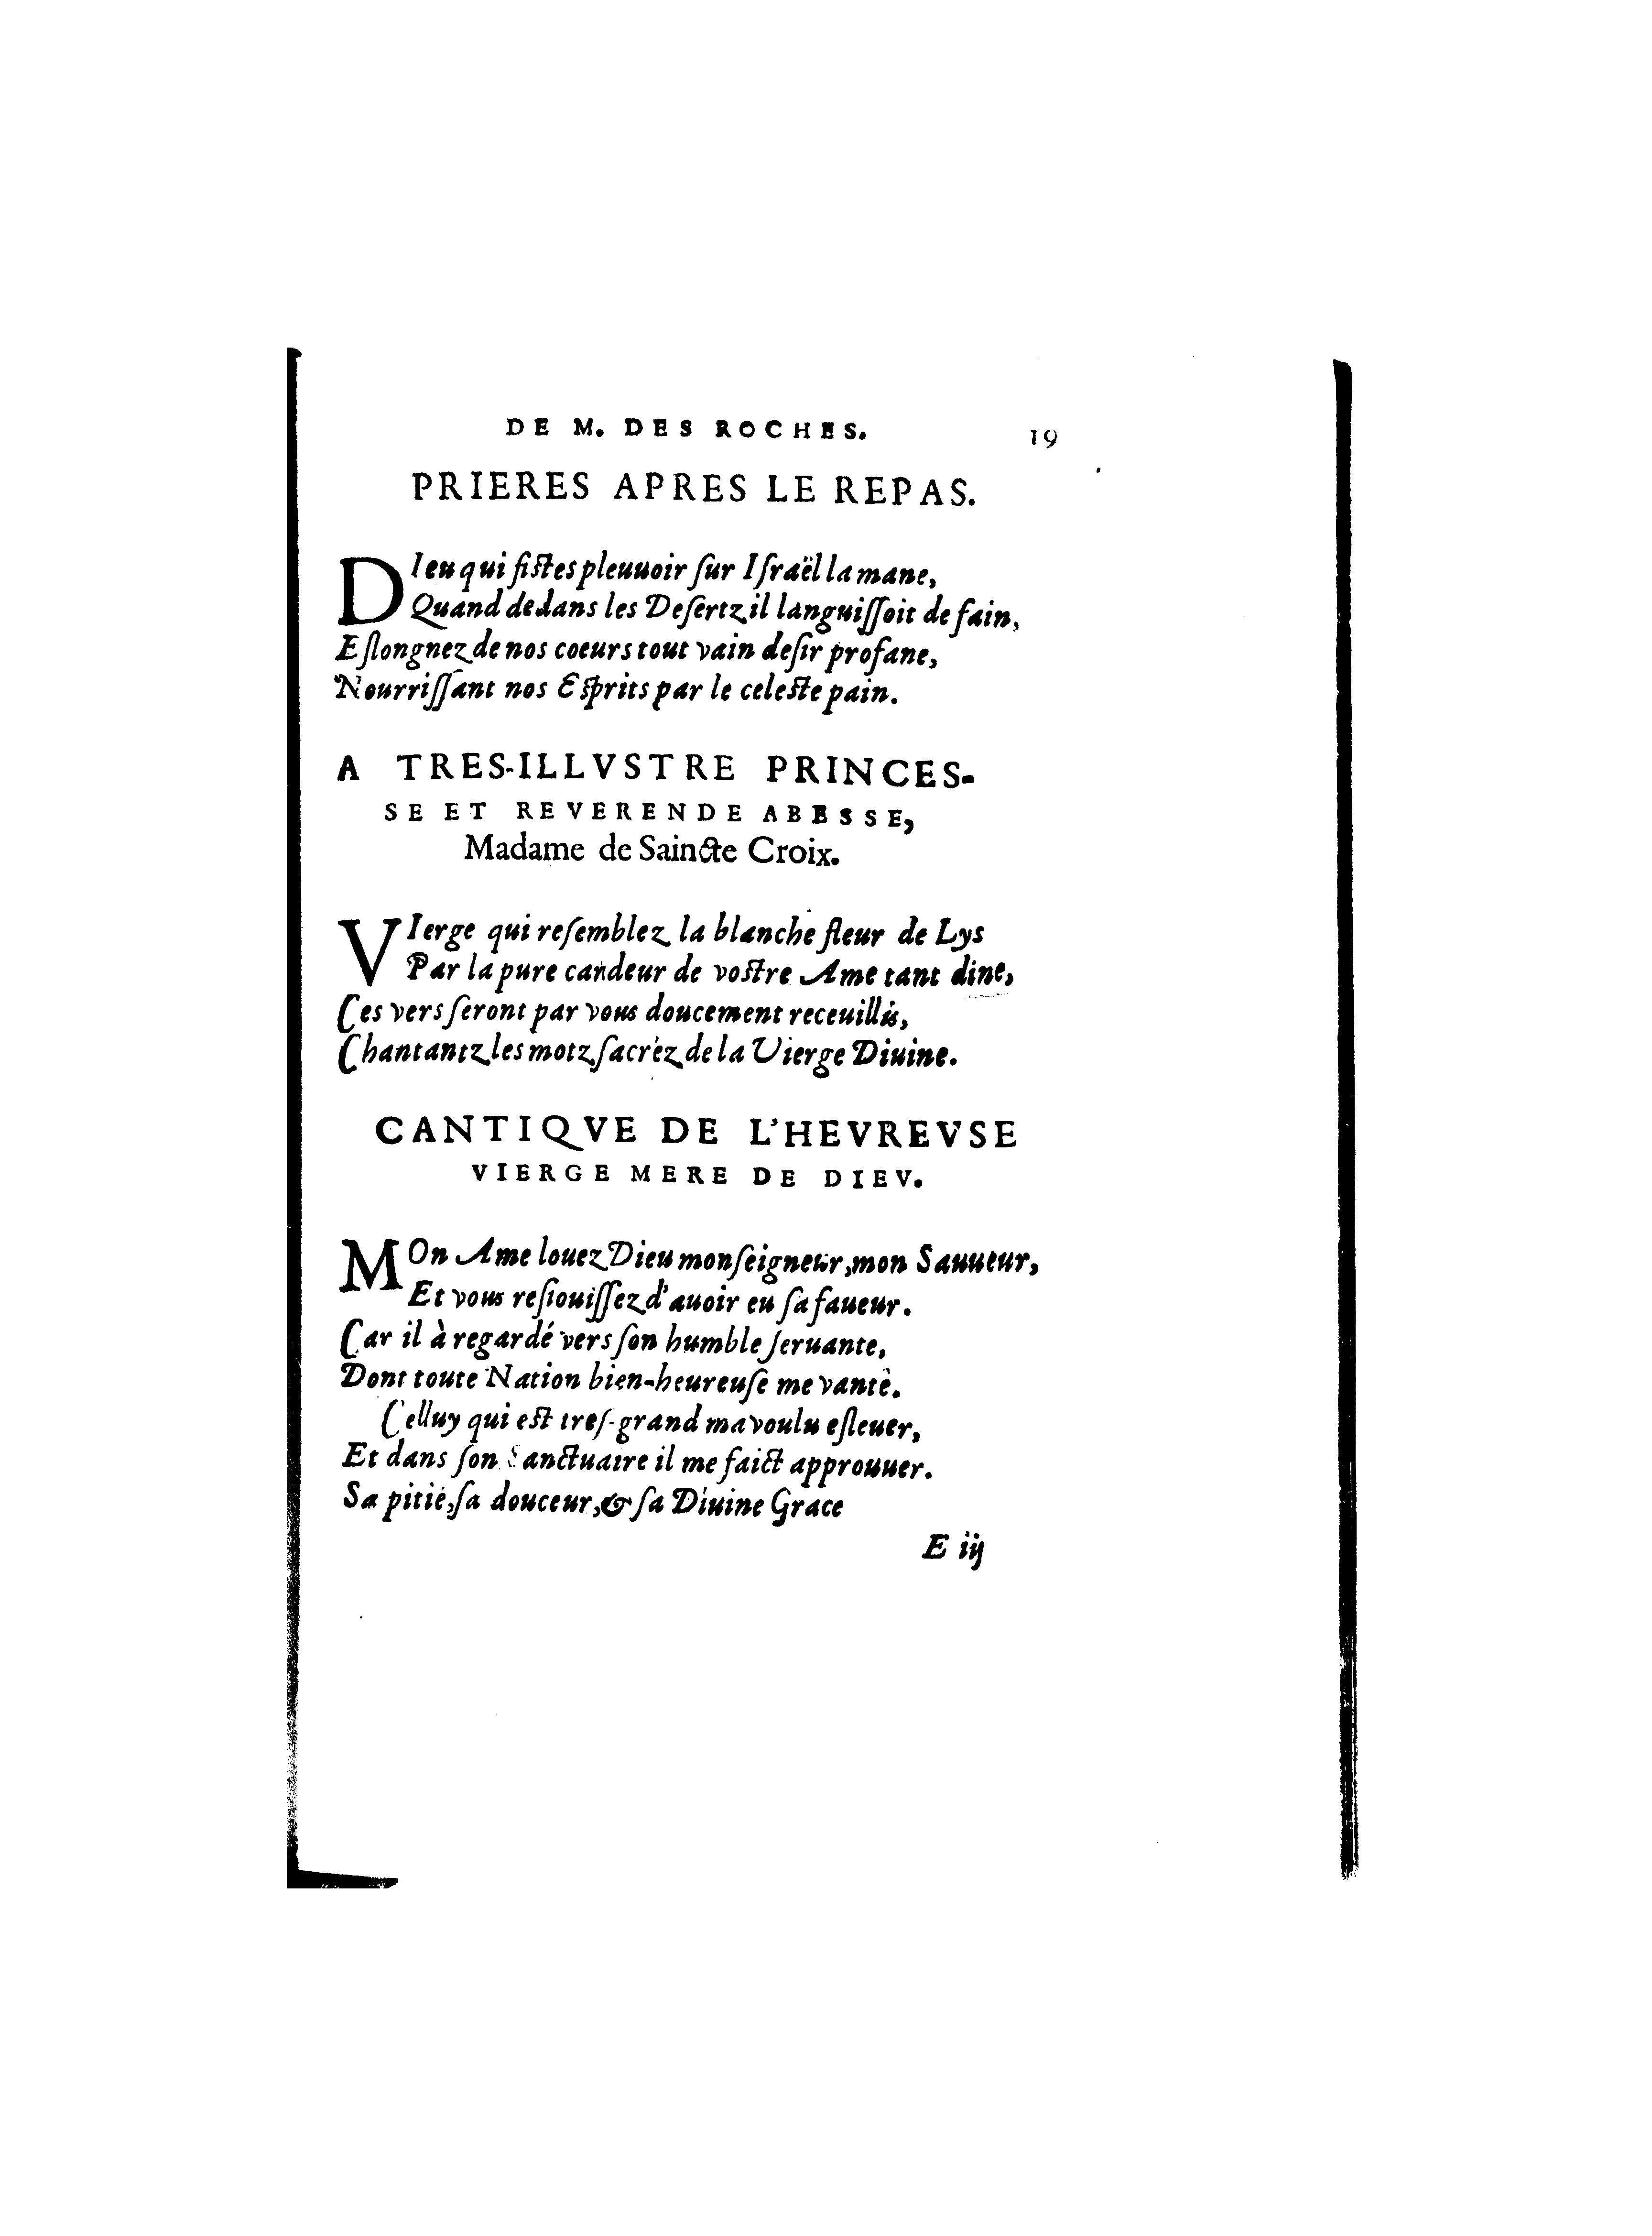 DE M. DES ROCHES. 19
PRIERES APRES LE REPAS.
DIeu qui fistes pleuuoir ſur Iſraël la mane,
Quand dedans les Deſertz il languiſſoit de fain,
Eſlongnez de nos coeurs tout vain deſir profane,
Nourriſſant nos Esprits par le celeste pain.
A TRES-ILLVSTRE PRINCES-
SE ET REVERENDE ABESSE,
Madame de Saincte Croix.
VIerge qui reſemblez la blanche fleur de Lys
Par la pure candeur de vostre Ame tant dine,
Ces vers ſeront par vous doucement receuillis,
Chantantz les motz ſacrez de la Vierge Diuine.
CANTIQVE DE L'HEVREVSE
VIERGE MERE DE DIEV.
MOn Ame louez Dieu mon ſeigneur, mon Sauueur,
Et vous reſiouiſſez d'auoir eu ſa faueur.
Car il à regardé vers ſon humble ſeruante,
Dont toute Nation bien-heureuſe me vante.
Celluy qui est treſ-grand ma voulu eſleuer,
Et dans ſon Sanctuaire il me faict approuuer.
Sa pitié, ſa douceur, & ſa Diuine Grace
E iij